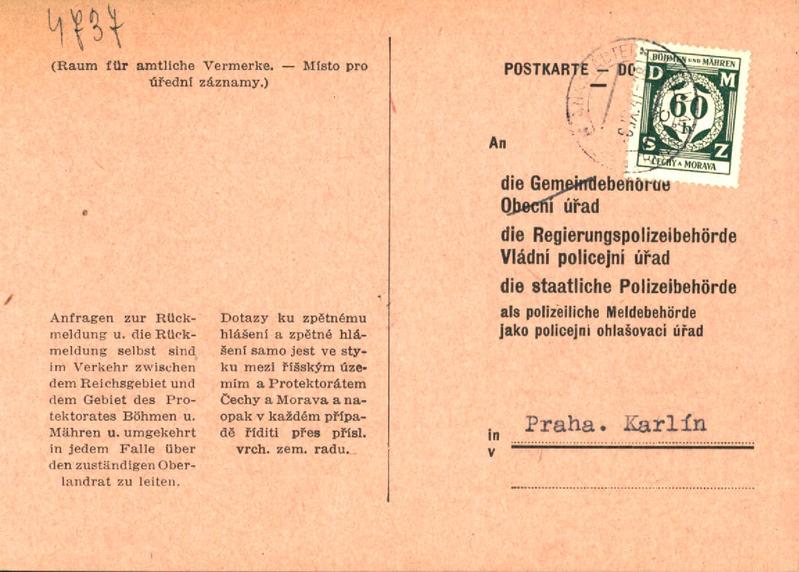 4737
(Raum für amtliche Vermerke. — Místo pro
úřední záznamy.)
Anfragen zur Rück-
meldung u. die Rück-
meldung selbst sind
im Verkehr zwischen
dem Reichsgebiet und
dem Gebiet des Pro-
tektorates Böhmen u.
Mähren u. umgekehrt
in jedem Falle über
den zuständigen Ober-
landrat zu leiten.
Dotazy ku zpětnému
hlášení a zpětné hlá-
šení samo jest ve sty-
ku mezi říšským úze-
mím a Protektorátem
Čechy a Morava a na-
opak v každém přípa-
dě říditi přes přísl.
vrch. zem. radu.
POSTKARTE — DO
BÖHMEN UND MÄHREN
D M
60
h
S Z
ČECHY A MORAVA
An
die Gemeindebehörde
Obecní úřad
die Regierungspolizeibehörde
Vládní policejní úřad
die staatliche Polizeibehörde
als polizeiliche Meldebehörde
jako policejní ohlašovací úřad
in Praha. Karlín
v